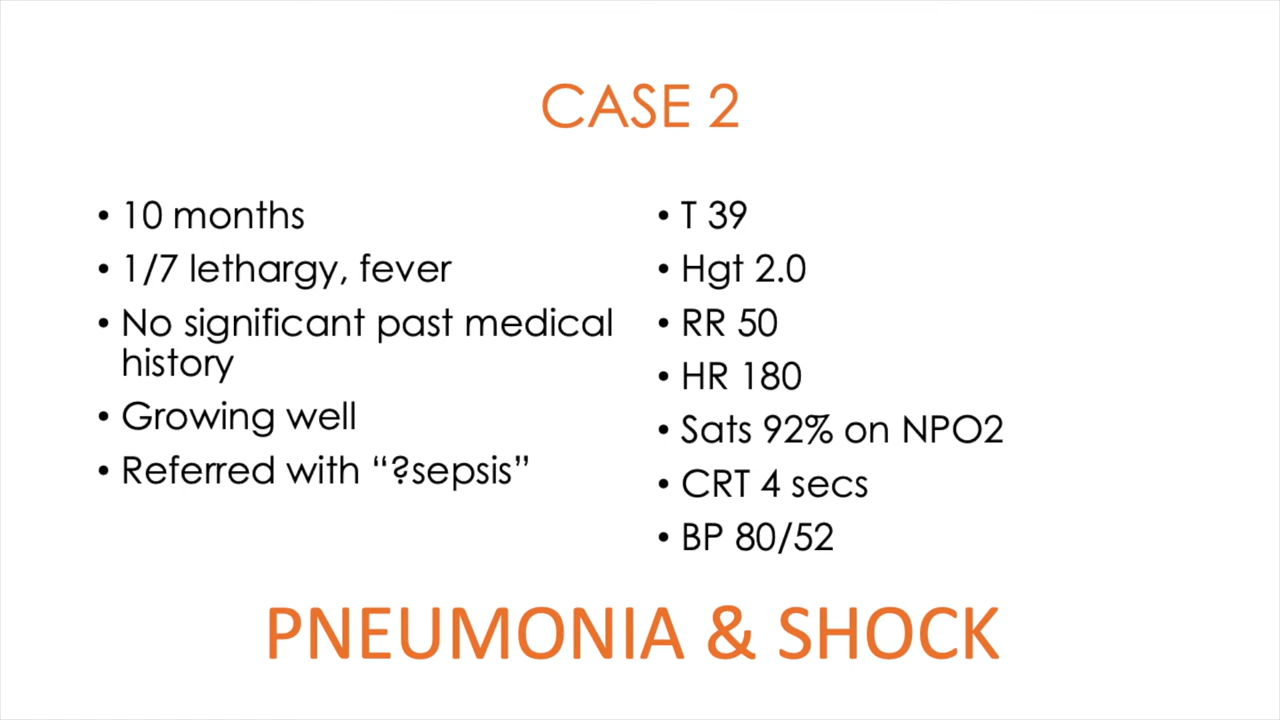 CASE 2
• 10 months
• 1/7 lethargy, fever
• No significant past medical
history
• Growing well
• Referred with “?sepsis”
• T 39
• Hgt 2.0
• RR 50
• HR 180
• Sats 92% on NPO2
• CRT 4 secs
• BP 80/52
PNEUMONIA & SHOCK